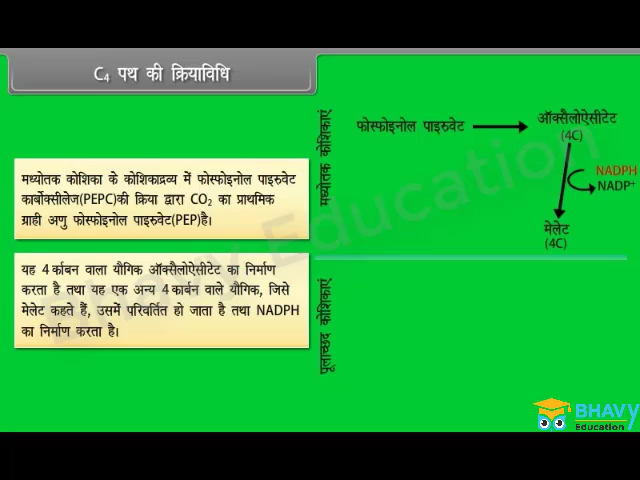 C₄ पथ की क्रियाविधि
मध्योतक कोशिका के कोशिकाद्रव्य में फोस्फोइनोल पाइरुवेट
कार्बोक्सीलेज(PEPC)की क्रिया द्वारा CO₂ का प्राथमिक
ग्राही अणु फोस्फोइनोल पाइरुवेट(PEP)है।
यह 4 कार्बन वाला यौगिक ऑक्सैलोऐसीटेट का निर्माण
करता है तथा यह एक अन्य 4 कार्बन वाले यौगिक, जिसे
मेलेट कहते हैं, उसमें परिवर्तित हो जाता है तथा NADPH
का निर्माण करता है।
मध्योतक कोशिकाएं
फोस्फोइनोल पाइरुवेट
ऑक्सैलोऐसीटेट
(4C)
NADPH
NADP⁺
मेलेट
(4C)
पूलाच्छद कोशिकाएं
Bhavy Education
BHAVY
Education